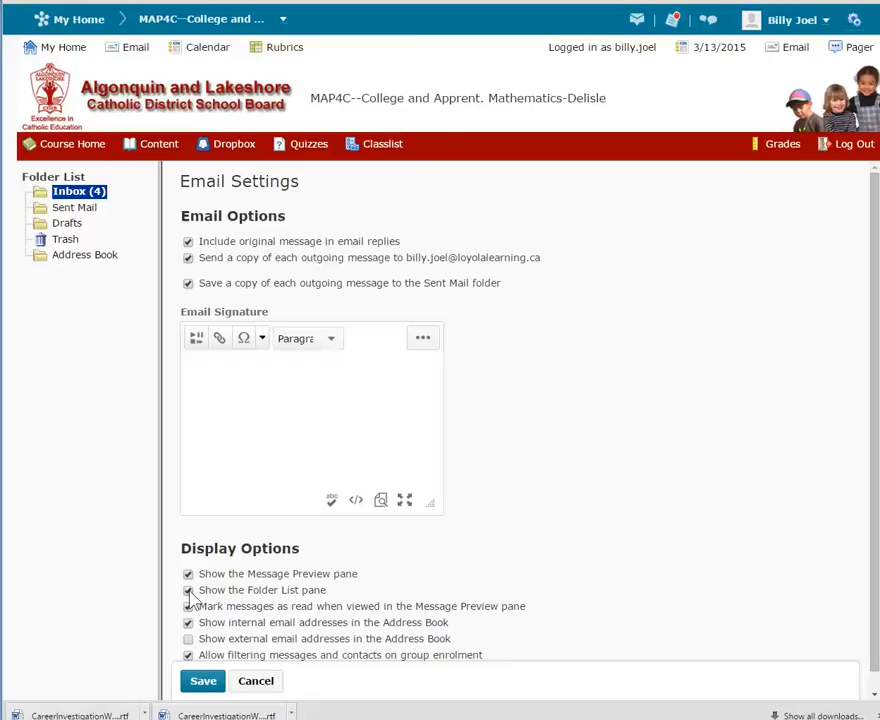 My Home MAP4C—College and ... Billy Joel
My Home Email Calendar Rubrics Logged in as billy.joel 3/13/2015 Email Pager
Algonquin and Lakeshore
Catholic District School Board
Excellence in
Catholic Education
MAP4C--College and Apprent. Mathematics-Delisle
Course Home Content Dropbox Quizzes Classlist Grades Log Out
Folder List
Inbox (4)
Sent Mail
Drafts
Trash
Address Book
Email Settings
Email Options
Include original message in email replies
Send a copy of each outgoing message to billy.joel@loyolalearning.ca
Save a copy of each outgoing message to the Sent Mail folder
Email Signature
Ω Paragr
abc </>
Display Options
Show the Message Preview pane
Show the Folder List pane
Mark messages as read when viewed in the Message Preview pane
Show internal email addresses in the Address Book
Show external email addresses in the Address Book
Allow filtering messages and contacts on group enrolment
Save Cancel
CareerInvestigationW....rtf CareerInvestigationW....rtf Show all downloads...